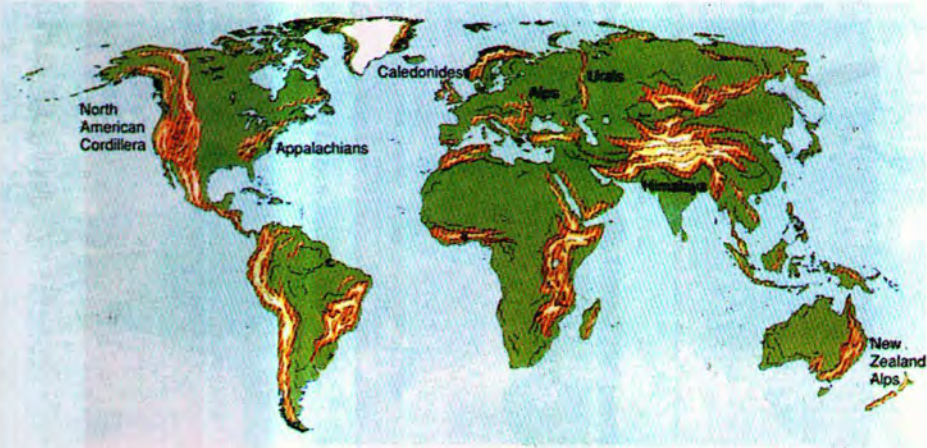 Caledonides
Urals
Alps
North
American
Cordillera
Appalachians
Himalaya
New
Zealand
Alps